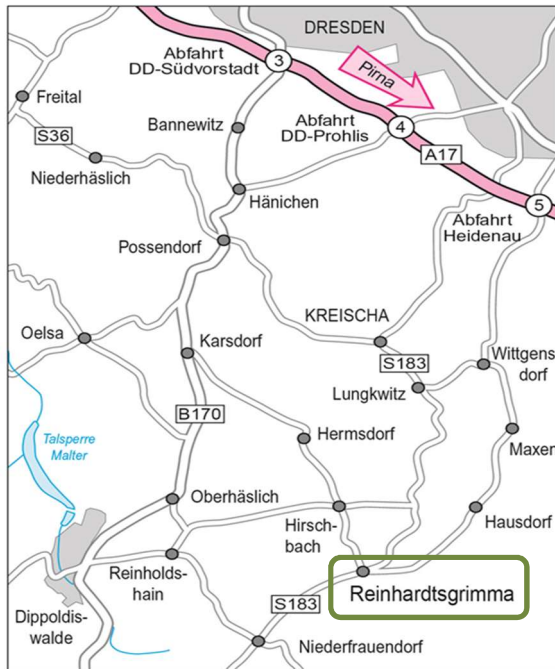 DRESDEN
Abfahrt
DD-Südvorstadt
3
Pirna
Freital
Abfahrt
DD-Prohlis
4
Bannewitz
S36
A17
Niederhäslich
Hänichen
5
Abfahrt
Heidenau
Possendorf
KREISCHA
Oelsa
Karsdorf
S183
Wittgens
dorf
Lungkwitz
B170
Talsperre
Malter
Hermsdorf
Maxen
Oberhäslich
Hirsch-
bach
Hausdorf
Reinholds-
hain
Reinhardtsgrimma
S183
Dippoldis-
walde
Niederfrauendorf